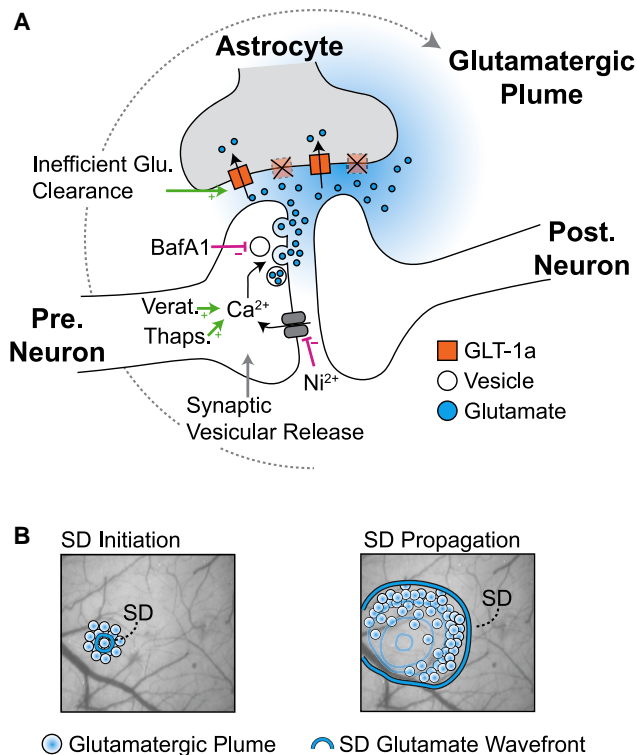 A
Astrocyte
Glutamatergic
Plume
Inefficient Glu.
Clearance
+
BafA1
–
Post.
Neuron
Verat.
+
Ca²⁺
Thaps.
+
Pre.
Neuron
–
Ni²⁺
Synaptic
Vesicular Release
GLT-1a
Vesicle
Glutamate
B
SD Initiation
SD Propagation
SD
SD
Glutamatergic Plume
SD Glutamate Wavefront